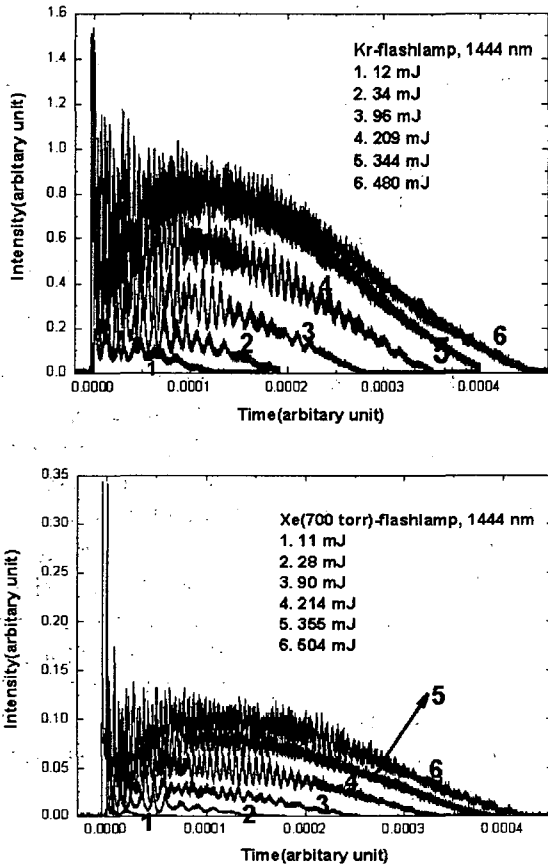 1.6
1.4
1.2
1.0
0.8
0.6
0.4
0.2
0.0
Intensity(arbitary unit)
Kr-flashlamp, 1444 nm
1. 12 mJ
2. 34 mJ
3. 96 mJ
4. 209 mJ
5. 344 mJ
6. 480 mJ
1
2
3
4
5
6
0.0000
0.0001
0.0002
0.0003
0.0004
Time(arbitary unit)
0.35
0.30
0.25
0.20
0.15
0.10
0.05
0.00
Intensity(arbitary unit)
Xe(700 torr)-flashlamp, 1444 nm
1. 11 mJ
2. 28 mJ
3. 90 mJ
4. 214 mJ
5. 355 mJ
6. 504 mJ
1
2
3
4
5
6
0.0000
0.0001
0.0002
0.0003
0.0004
Time(arbitary unit)